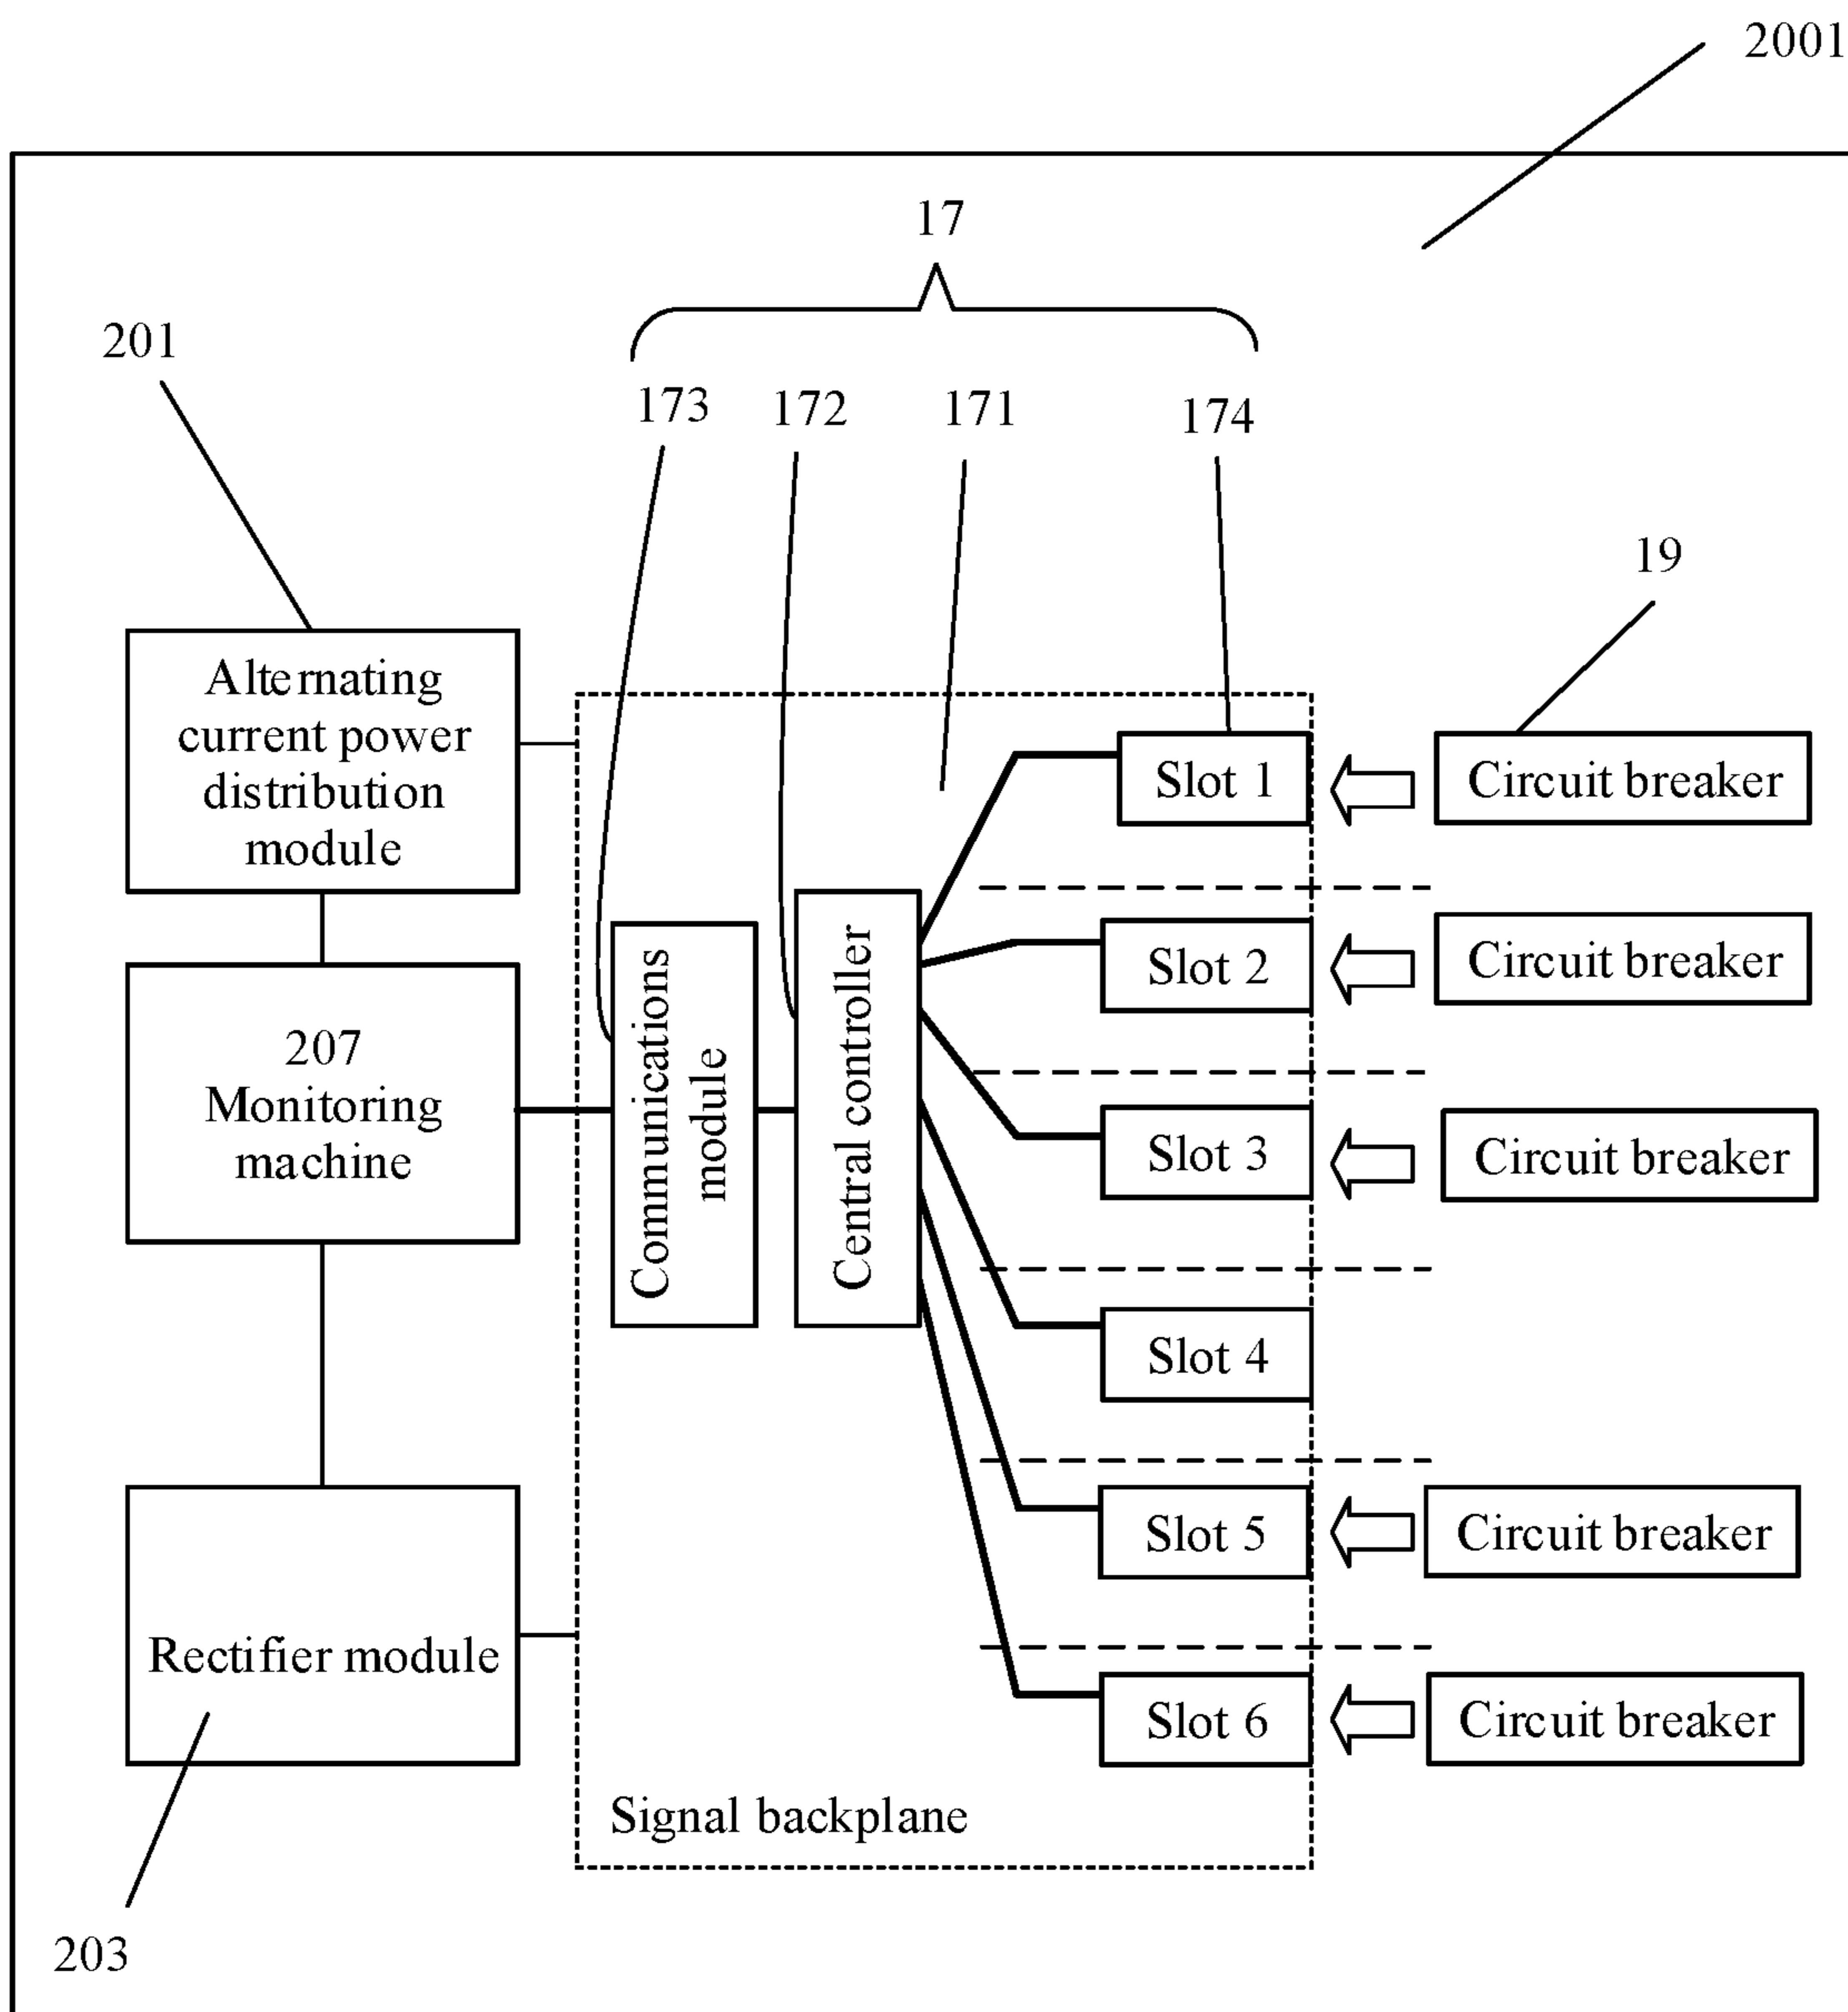 2001
17
201
173
172
171
174
19
Alternating
current power
distribution
module
Slot 1
Circuit breaker
Slot 2
Circuit breaker
207
Monitoring
machine
Communications
module
Central controller
Slot 3
Circuit breaker
Slot 4
Slot 5
Circuit breaker
Rectifier module
Slot 6
Circuit breaker
Signal backplane
203